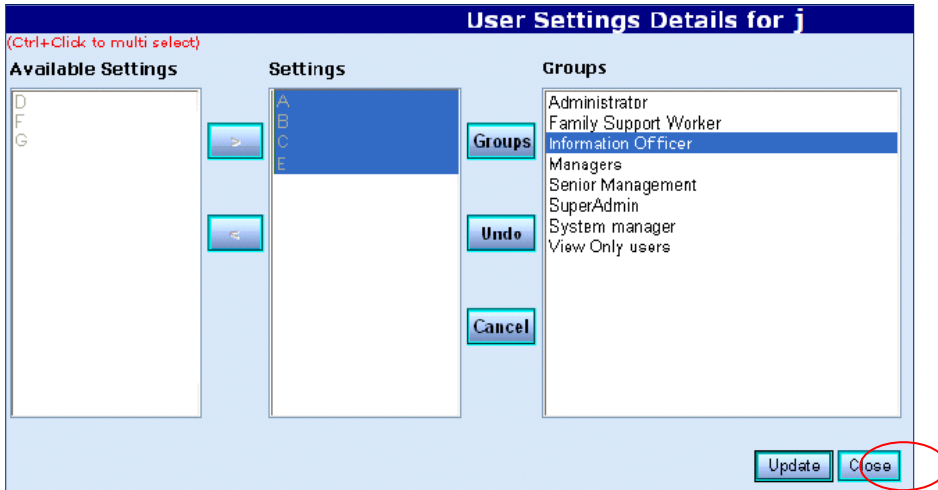 User Settings Details for j
(Ctrl+Click to multi select)
Available Settings
Settings
Groups
D
F
G
>
<
A
B
C
E
Groups
Undo
Cancel
Administrator
Family Support Worker
Information Officer
Managers
Senior Management
SuperAdmin
System manager
View Only users
Update
Close